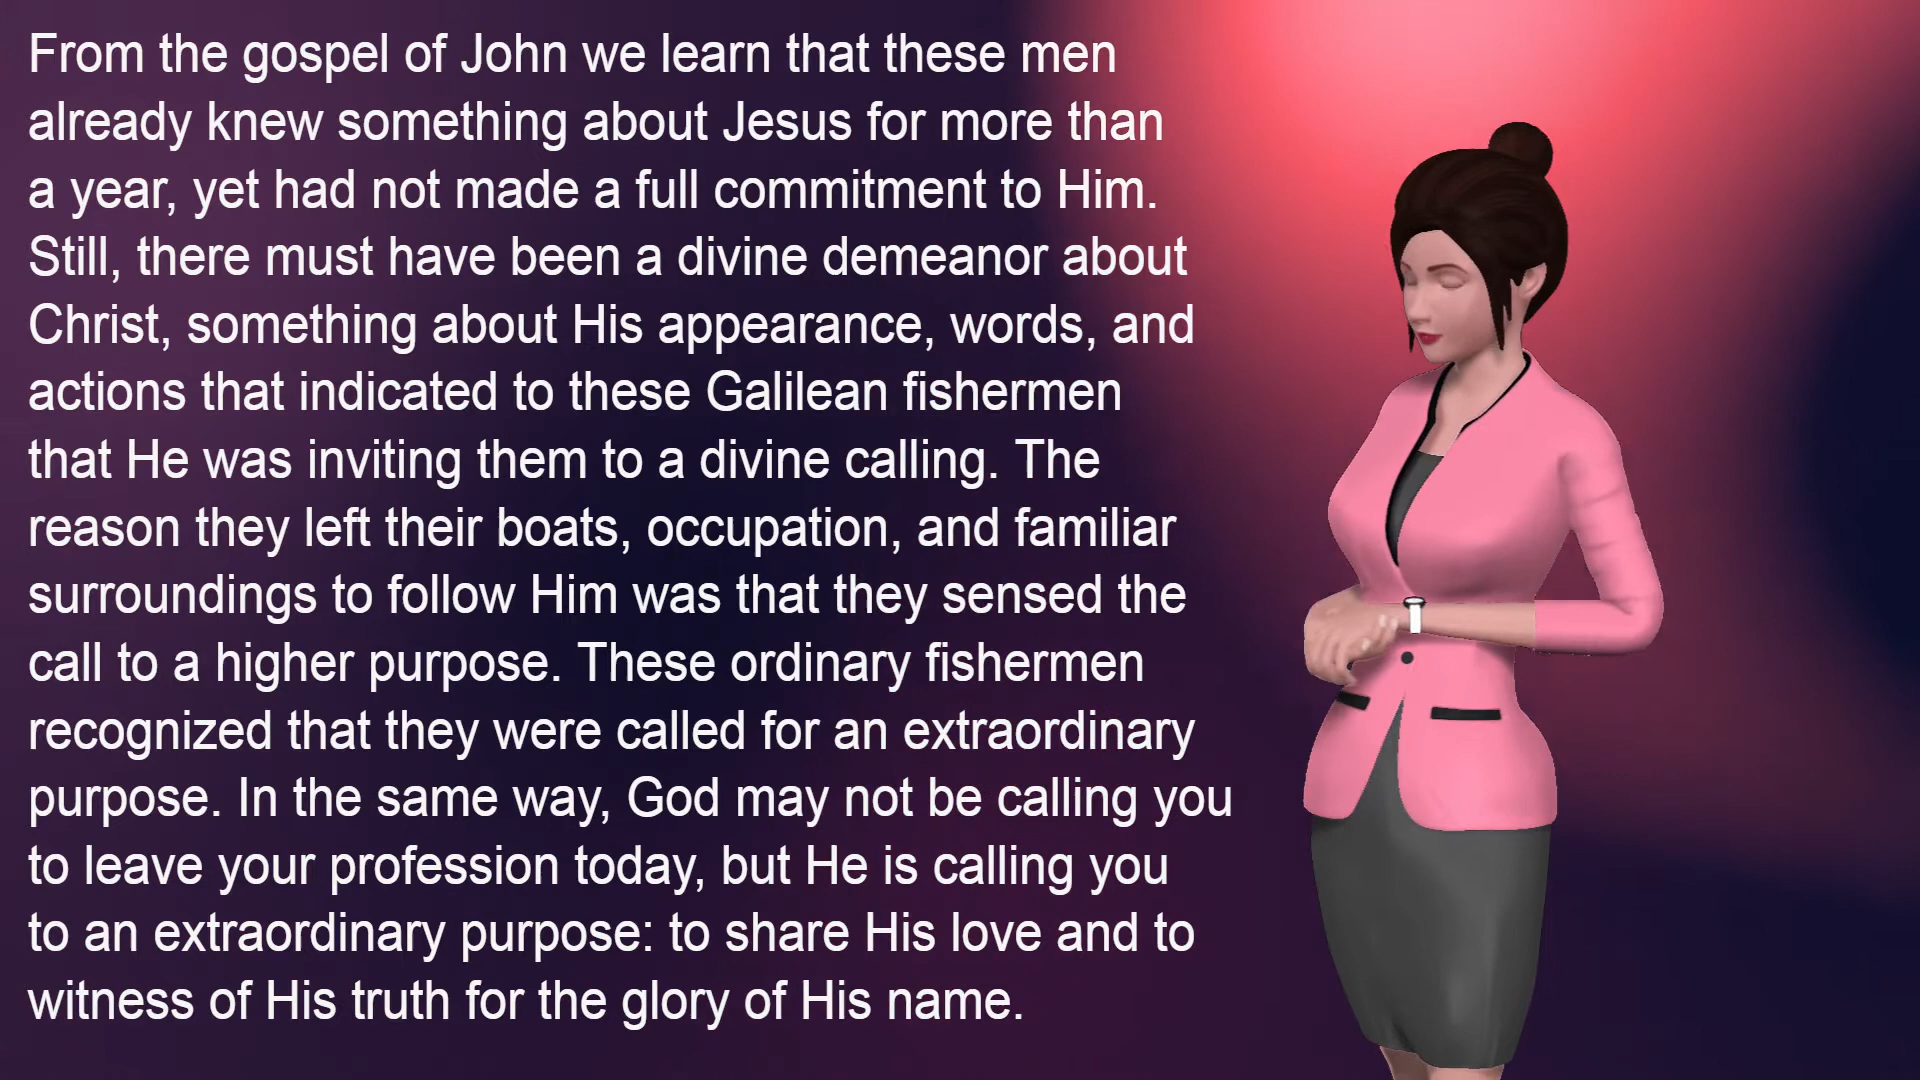 From the gospel of John we learn that these men
already knew something about Jesus for more than
a year, yet had not made a full commitment to Him.
Still, there must have been a divine demeanor about
Christ, something about His appearance, words, and
actions that indicated to these Galilean fishermen
that He was inviting them to a divine calling. The
reason they left their boats, occupation, and familiar
surroundings to follow Him was that they sensed the
call to a higher purpose. These ordinary fishermen
recognized that they were called for an extraordinary
purpose. In the same way, God may not be calling you
to leave your profession today, but He is calling you
to an extraordinary purpose: to share His love and to
witness of His truth for the glory of His name.